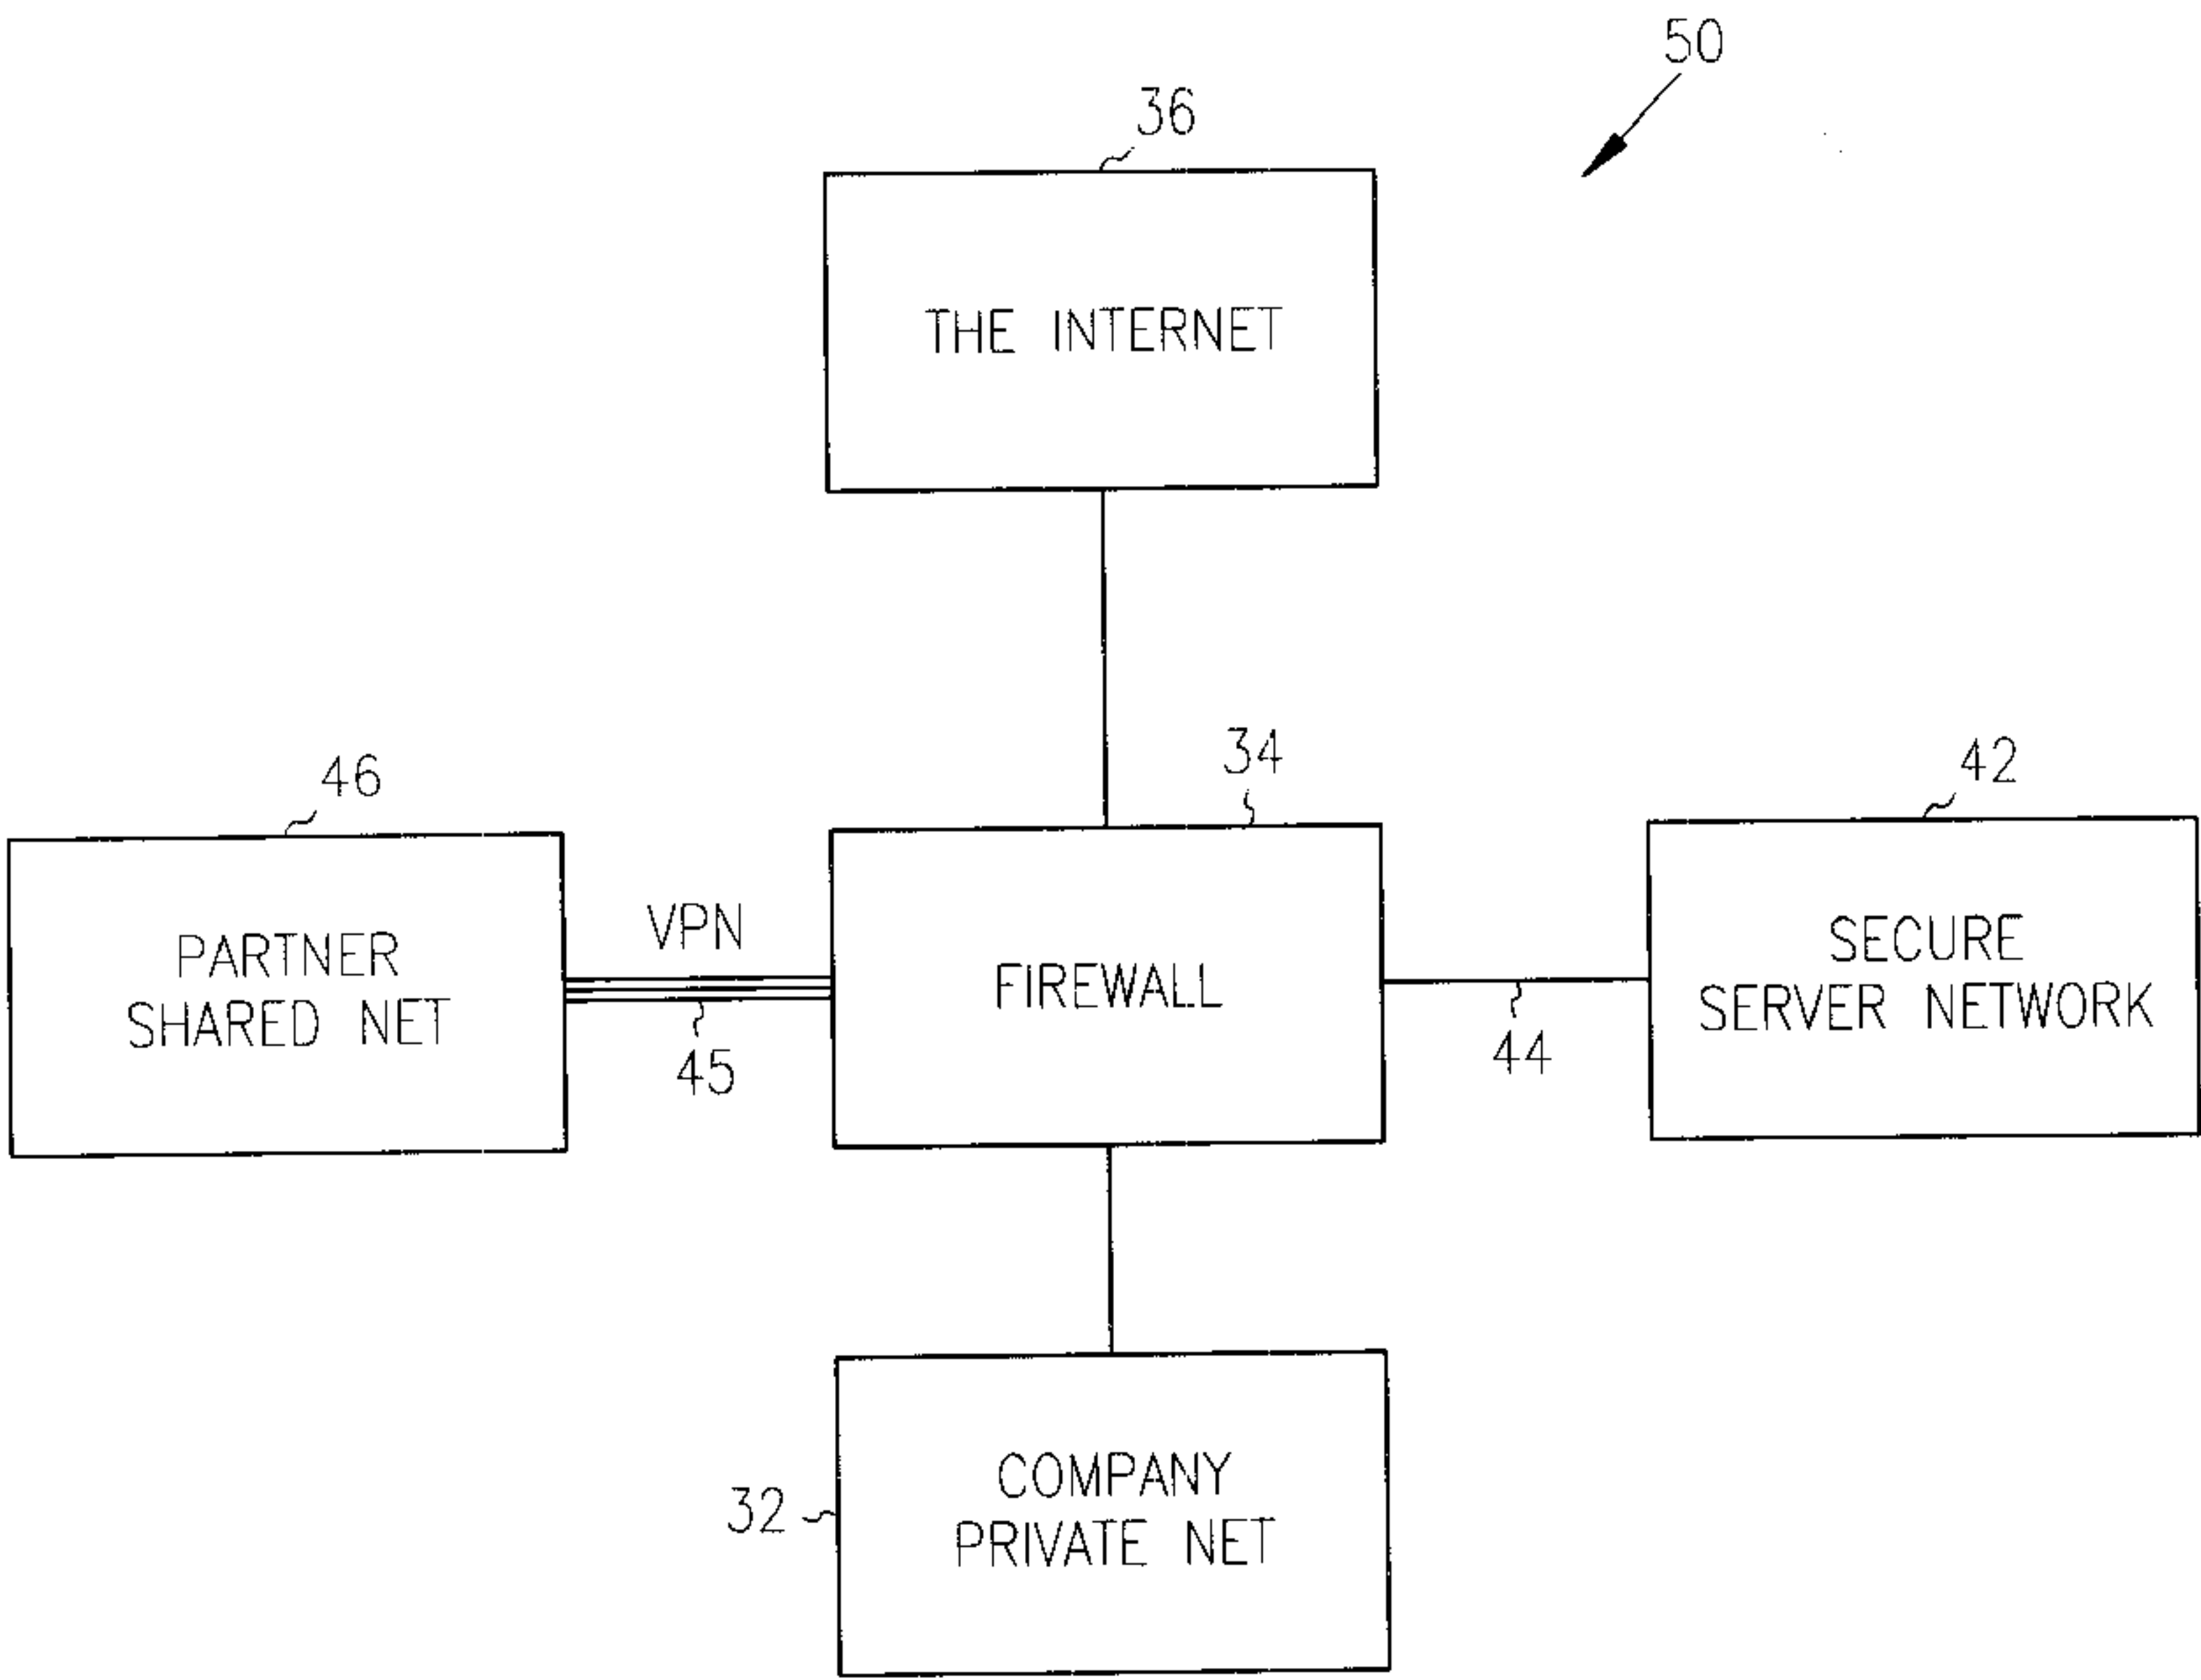 50
36
THE INTERNET
34
46
42
PARTNER
SHARED NET
VPN
45
FIREWALL
44
SECURE
SERVER NETWORK
32
COMPANY
PRIVATE NET